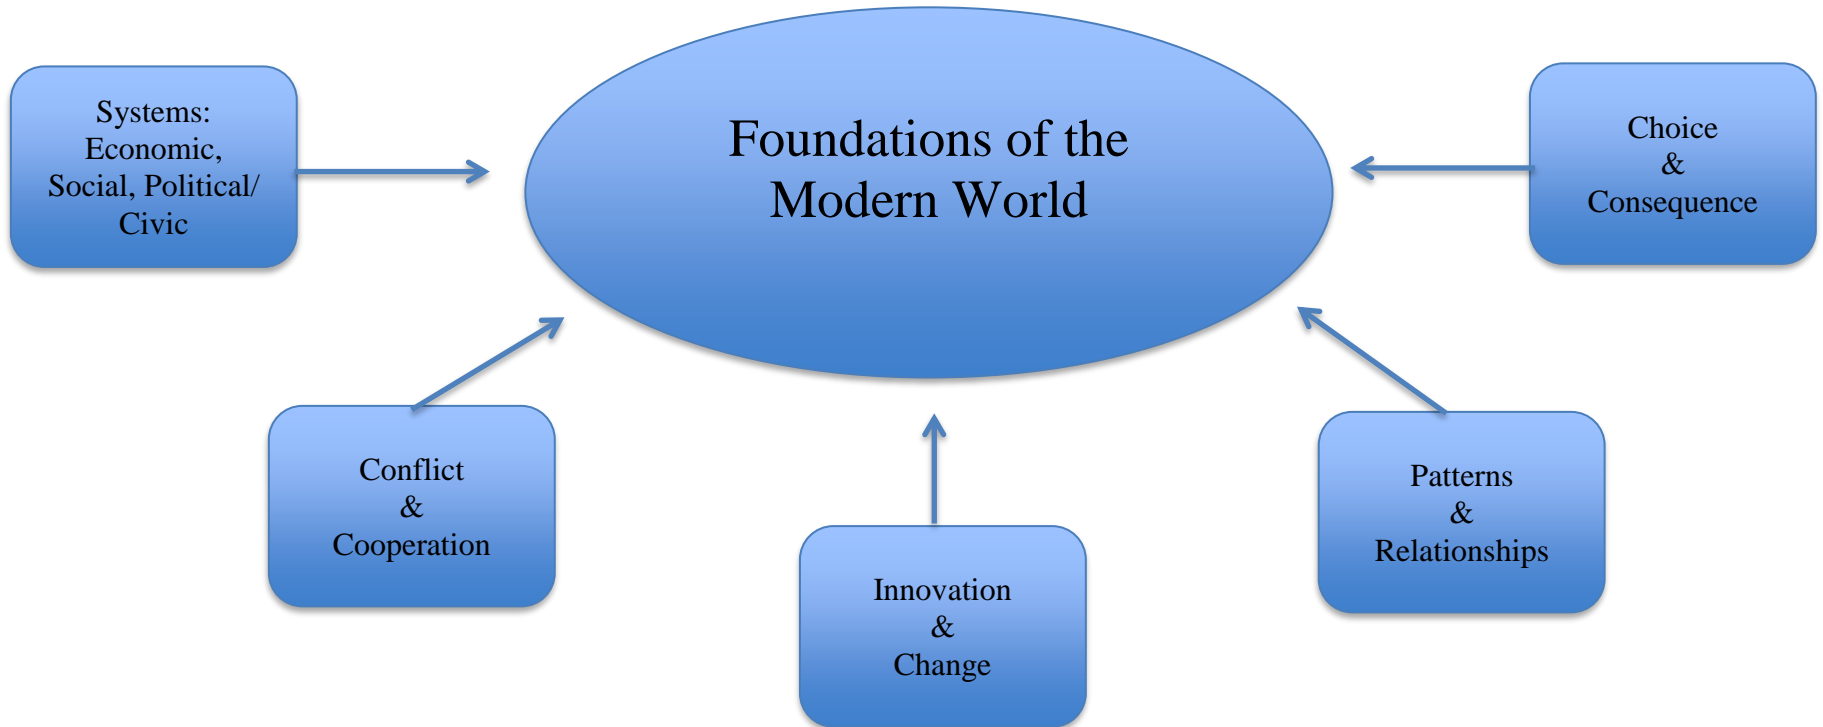 Foundations of the
Modern World
Systems:
Economic,
Social, Political/
Civic
Choice
&
Consequence
Conflict
&
Cooperation
Patterns
&
Relationships
Innovation
&
Change